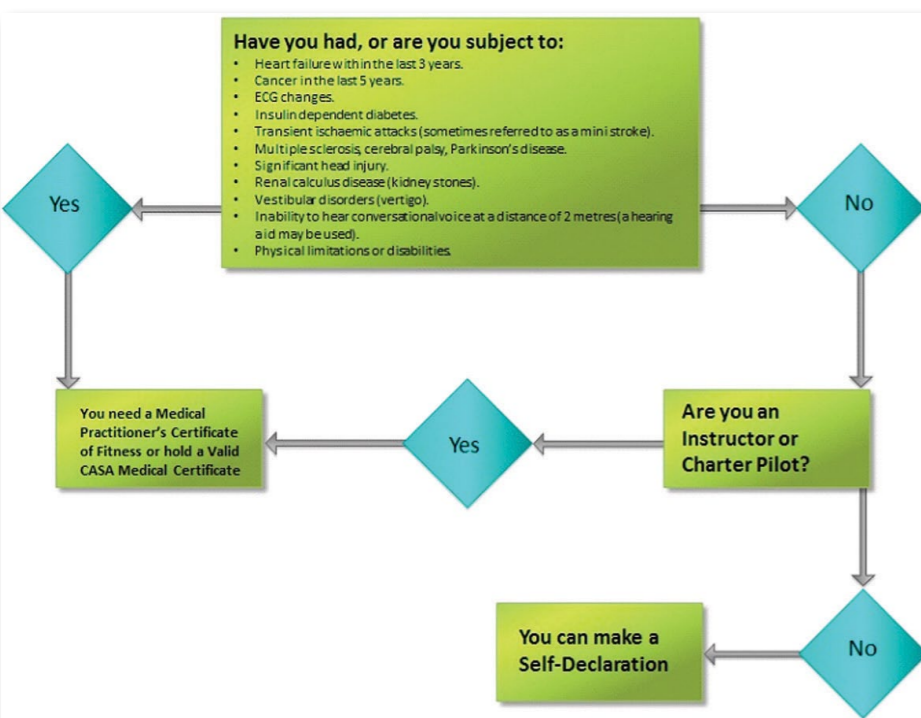 Have you had, or are you subject to:
• Heart failure within the last 3 years.
• Cancer in the last 5 years.
• ECG changes.
• Insulin dependent diabetes.
• Transient ischaemic attacks (sometimes referred to as a mini stroke).
• Multiple sclerosis, cerebral palsy, Parkinson's disease.
• Significant head injury.
• Renal calculus disease (kidney stones).
• Vestibular disorders (vertigo).
• Inability to hear conversational voice at a distance of 2 metres (a hearing
aid may be used).
• Physical limitations or disabilities.
Yes
No
You need a Medical
Practitioner's Certificate
of Fitness or hold a Valid
CASA Medical Certificate
Yes
Are you an
Instructor or
Charter Pilot?
You can make a
Self-Declaration
No